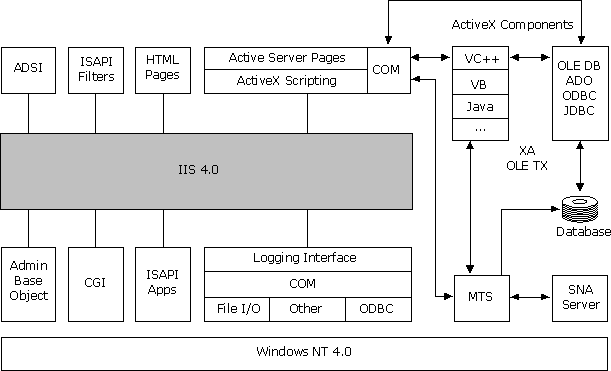 ActiveX Components
ADSI
ISAPI
Filters
HTML
Pages
Active Server Pages
ActiveX Scripting
COM
VC++
VB
Java
...
OLE DB
ADO
ODBC
JDBC
IIS 4.0
XA
OLE TX
Database
Admin
Base
Object
CGI
ISAPI
Apps
Logging Interface
COM
File I/O
Other
ODBC
MTS
SNA
Server
Windows NT 4.0